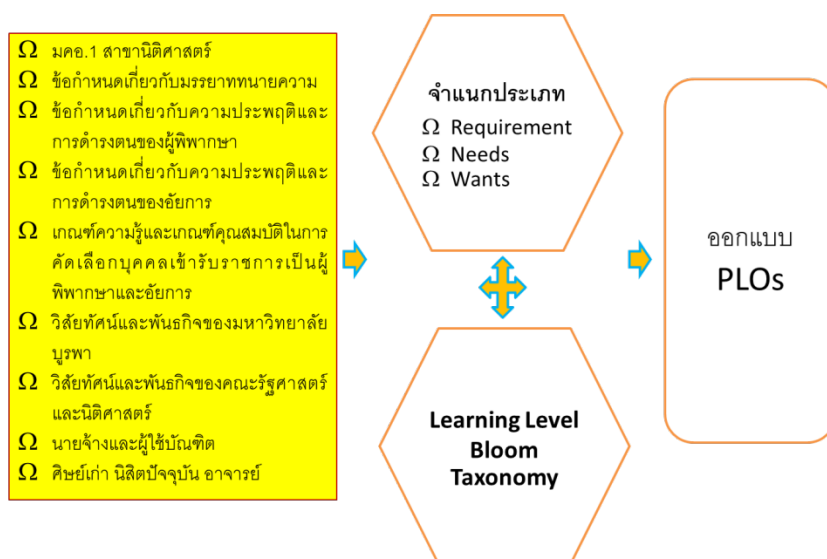 Ω มคอ.1 สาขานิติศาสตร์
Ω ข้อกำหนดเกี่ยวกับมรรยาททนายความ
Ω ข้อกำหนดเกี่ยวกับความประพฤติและ
การดำรงตนของผู้พิพากษา
Ω ข้อกำหนดเกี่ยวกับความประพฤติและ
การดำรงตนของอัยการ
Ω เกณฑ์ความรู้และเกณฑ์คุณสมบัติในการ
คัดเลือกบุคคลเข้ารับราชการเป็นผู้
พิพากษาและอัยการ
Ω วิสัยทัศน์และพันธกิจของมหาวิทยาลัย
บูรพา
Ω วิสัยทัศน์และพันธกิจของคณะรัฐศาสตร์
และนิติศาสตร์
Ω นายจ้างและผู้ใช้บัณฑิต
Ω ศิษย์เก่า นิสิตปัจจุบัน อาจารย์
จำแนกประเภท
Ω Requirement
Ω Needs
Ω Wants
Learning Level
Bloom
Taxonomy
ออกแบบ
PLOs